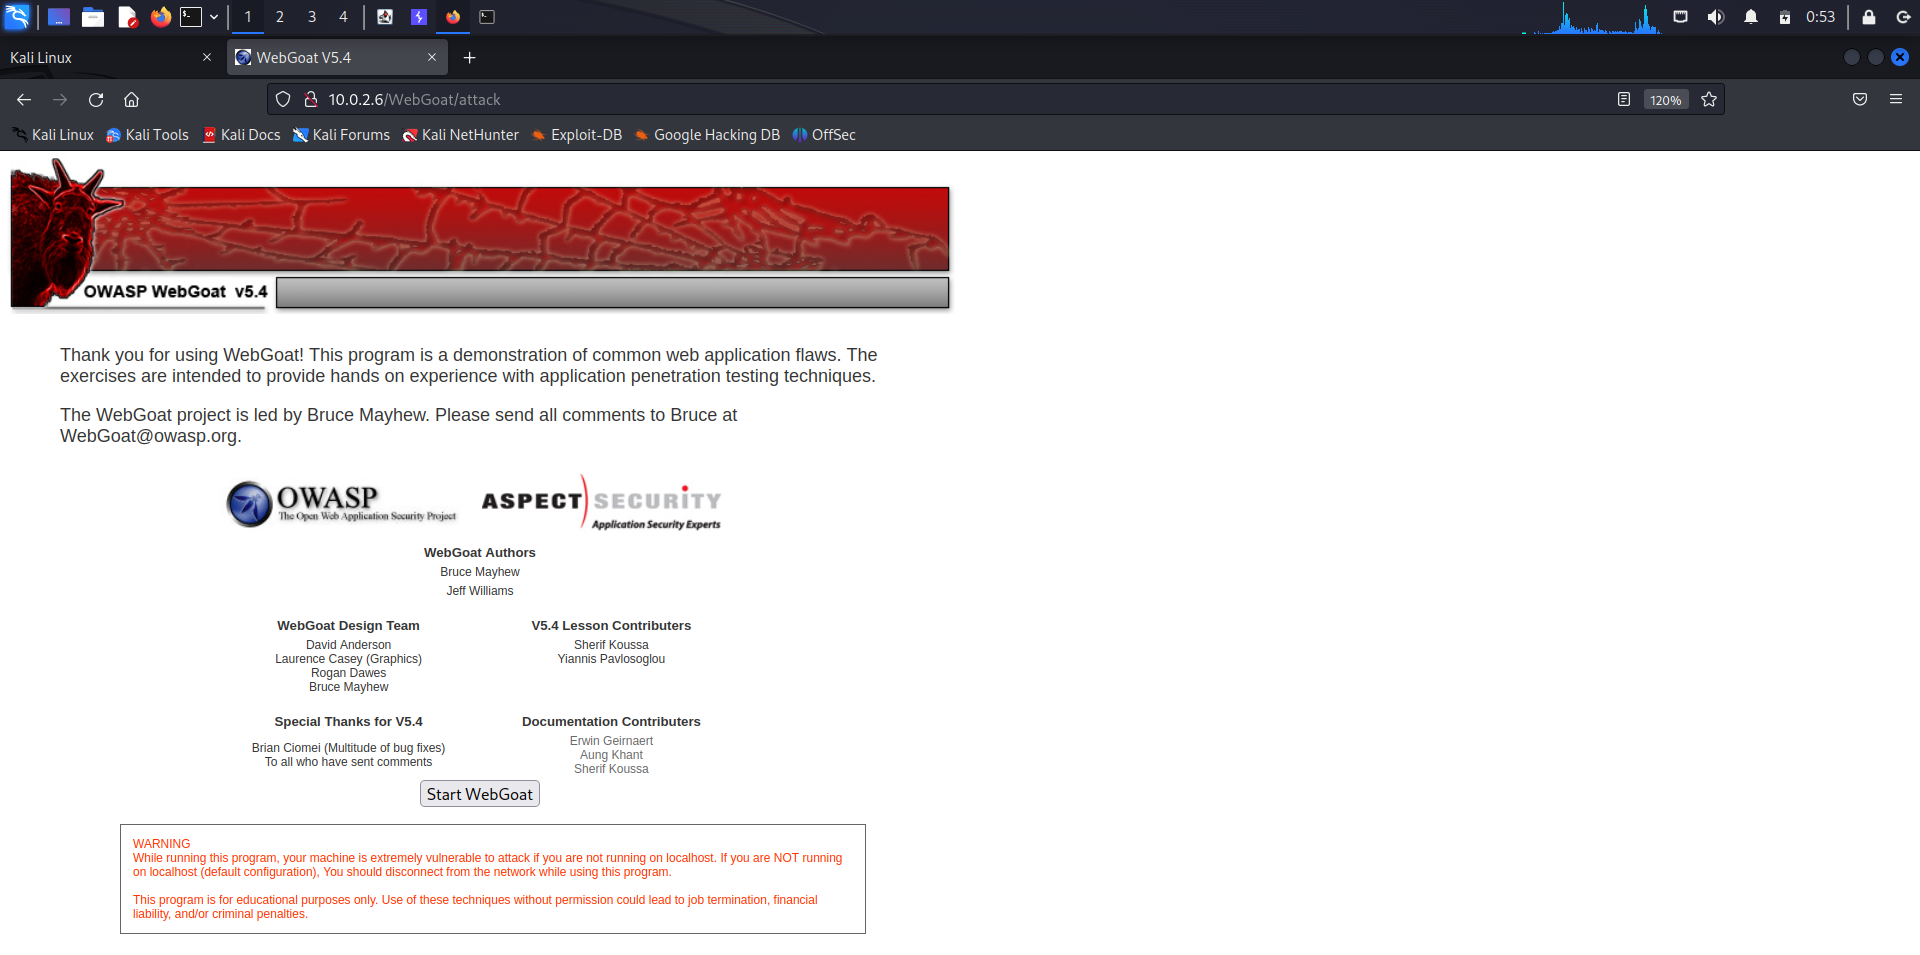 1 2 3 4 0:53
Kali Linux
WebGoat V5.4
10.0.2.6/WebGoat/attack
120%
Kali Linux Kali Tools Kali Docs Kali Forums Kali NetHunter Exploit-DB Google Hacking DB OffSec
OWASP WebGoat v5.4
Thank you for using WebGoat! This program is a demonstration of common web application flaws. The
exercises are intended to provide hands on experience with application penetration testing techniques.
The WebGoat project is led by Bruce Mayhew. Please send all comments to Bruce at
WebGoat@owasp.org.
OWASP
The Open Web Application Security Project
ASPECT SECURITY
Application Security Experts
WebGoat Authors
Bruce Mayhew
Jeff Williams
WebGoat Design Team
David Anderson
Laurence Casey (Graphics)
Rogan Dawes
Bruce Mayhew
V5.4 Lesson Contributers
Sherif Koussa
Yiannis Pavlosoglou
Special Thanks for V5.4
Brian Ciomei (Multitude of bug fixes)
To all who have sent comments
Documentation Contributers
Erwin Geirnaert
Aung Khant
Sherif Koussa
Start WebGoat
WARNING
While running this program, your machine is extremely vulnerable to attack if you are not running on localhost. If you are NOT running
on localhost (default configuration), You should disconnect from the network while using this program.
This program is for educational purposes only. Use of these techniques without permission could lead to job termination, financial
liability, and/or criminal penalties.